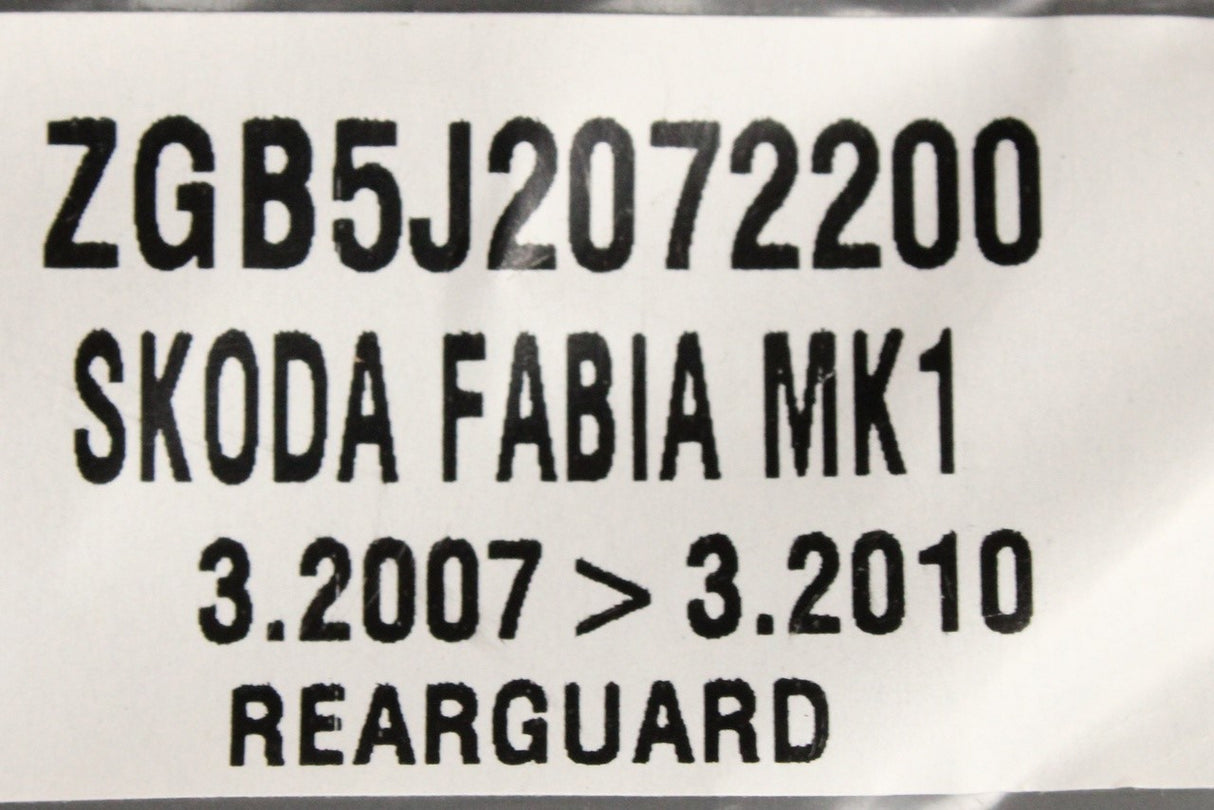 ZGB5J2072200
SKODA FABIA MK1
3.2007 > 3.2010
REARGUARD